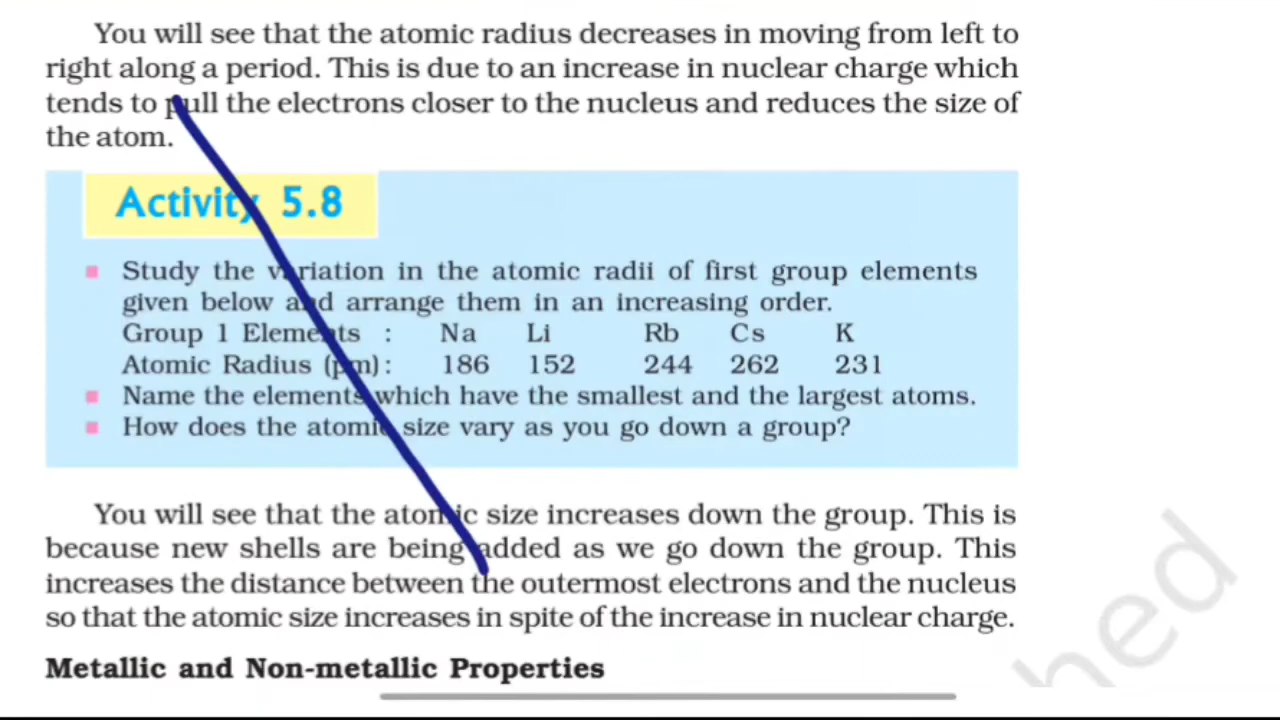 You will see that the atomic radius decreases in moving from left to
right along a period. This is due to an increase in nuclear charge which
tends to pull the electrons closer to the nucleus and reduces the size of
the atom.
Activity 5.8
Study the variation in the atomic radii of first group elements
given below and arrange them in an increasing order.
Group 1 Elements : Na Li Rb Cs K
Atomic Radius (pm): 186 152 244 262 231
Name the elements which have the smallest and the largest atoms.
How does the atomic size vary as you go down a group?
You will see that the atomic size increases down the group. This is
because new shells are being added as we go down the group. This
increases the distance between the outermost electrons and the nucleus
so that the atomic size increases in spite of the increase in nuclear charge.
Metallic and Non-metallic Properties
hed